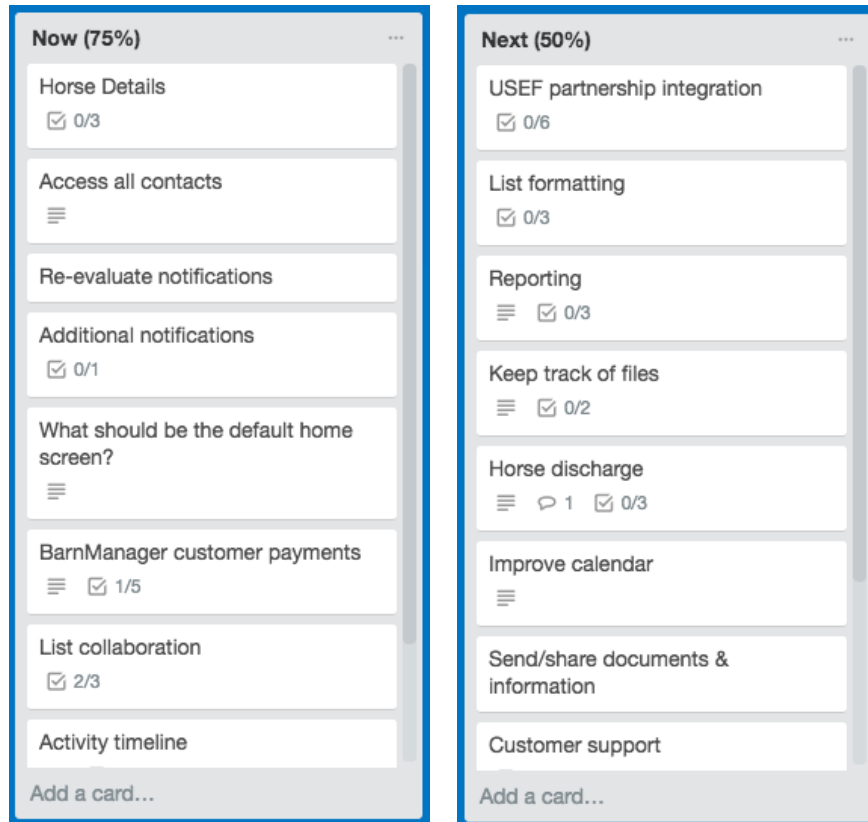 Now (75%)
Horse Details
0/3
Access all contacts
Re-evaluate notifications
Additional notifications
0/1
What should be the default home
screen?
BarnManager customer payments
1/5
List collaboration
2/3
Activity timeline
Add a card...
Next (50%)
USEF partnership integration
0/6
List formatting
0/3
Reporting
0/3
Keep track of files
0/2
Horse discharge
1 0/3
Improve calendar
Send/share documents &
information
Customer support
Add a card...